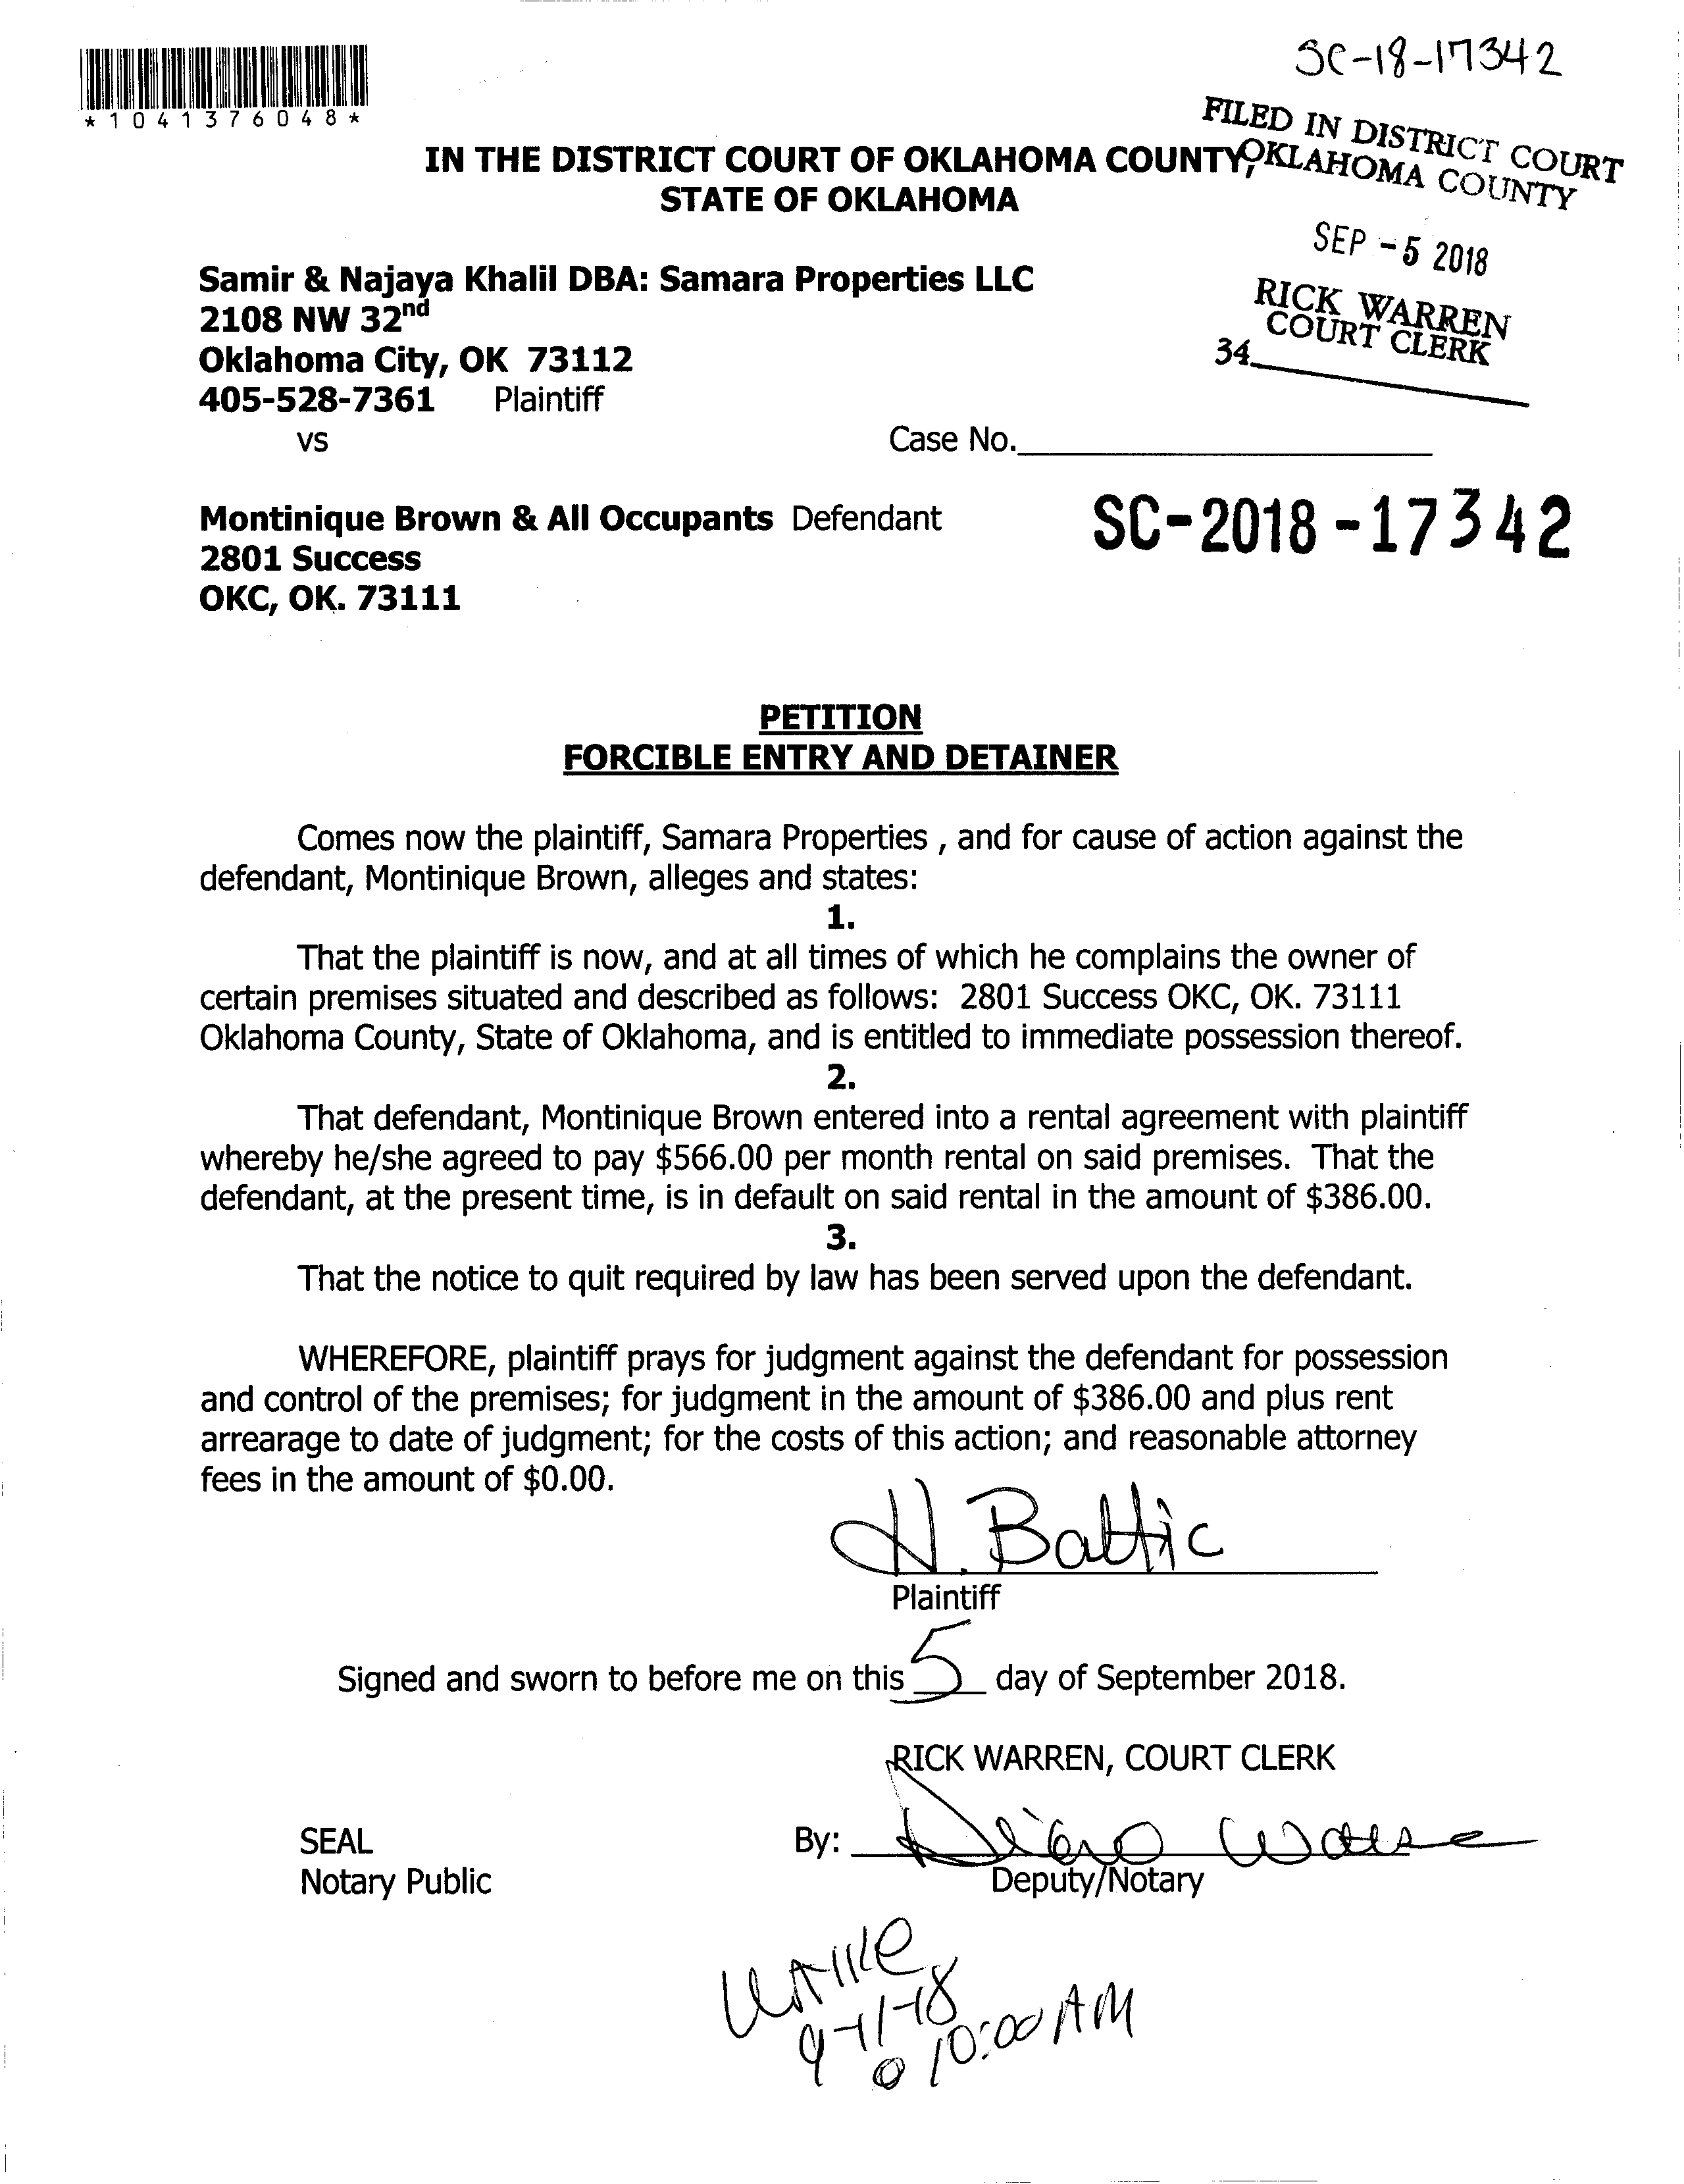 SC-18-17342
*1041376048*
FILED IN DISTRICT COURT
OKLAHOMA COUNTY
IN THE DISTRICT COURT OF OKLAHOMA COUNTY,
STATE OF OKLAHOMA
SEP -5 2018
RICK WARREN
COURT CLERK
34
Samir & Najaya Khalil DBA: Samara Properties LLC
2108 NW 32nd
Oklahoma City, OK 73112
405-528-7361 Plaintiff
vs
Case No.
Montinique Brown & All Occupants Defendant
SC-2018-17342
2801 Success
OKC, OK. 73111
PETITION
FORCIBLE ENTRY AND DETAINER
Comes now the plaintiff, Samara Properties , and for cause of action against the
defendant, Montinique Brown, alleges and states:
1.
That the plaintiff is now, and at all times of which he complains the owner of
certain premises situated and described as follows: 2801 Success OKC, OK. 73111
Oklahoma County, State of Oklahoma, and is entitled to immediate possession thereof.
2.
That defendant, Montinique Brown entered into a rental agreement with plaintiff
whereby he/she agreed to pay $566.00 per month rental on said premises. That the
defendant, at the present time, is in default on said rental in the amount of $386.00.
3.
That the notice to quit required by law has been served upon the defendant.
WHEREFORE, plaintiff prays for judgment against the defendant for possession
and control of the premises; for judgment in the amount of $386.00 and plus rent
arrearage to date of judgment; for the costs of this action; and reasonable attorney
fees in the amount of $0.00.
H. Baltic
Plaintiff
Signed and sworn to before me on this 5 day of September 2018.
RICK WARREN, COURT CLERK
SEAL
By:
Notary Public
Deputy/Notary
10:00 AM